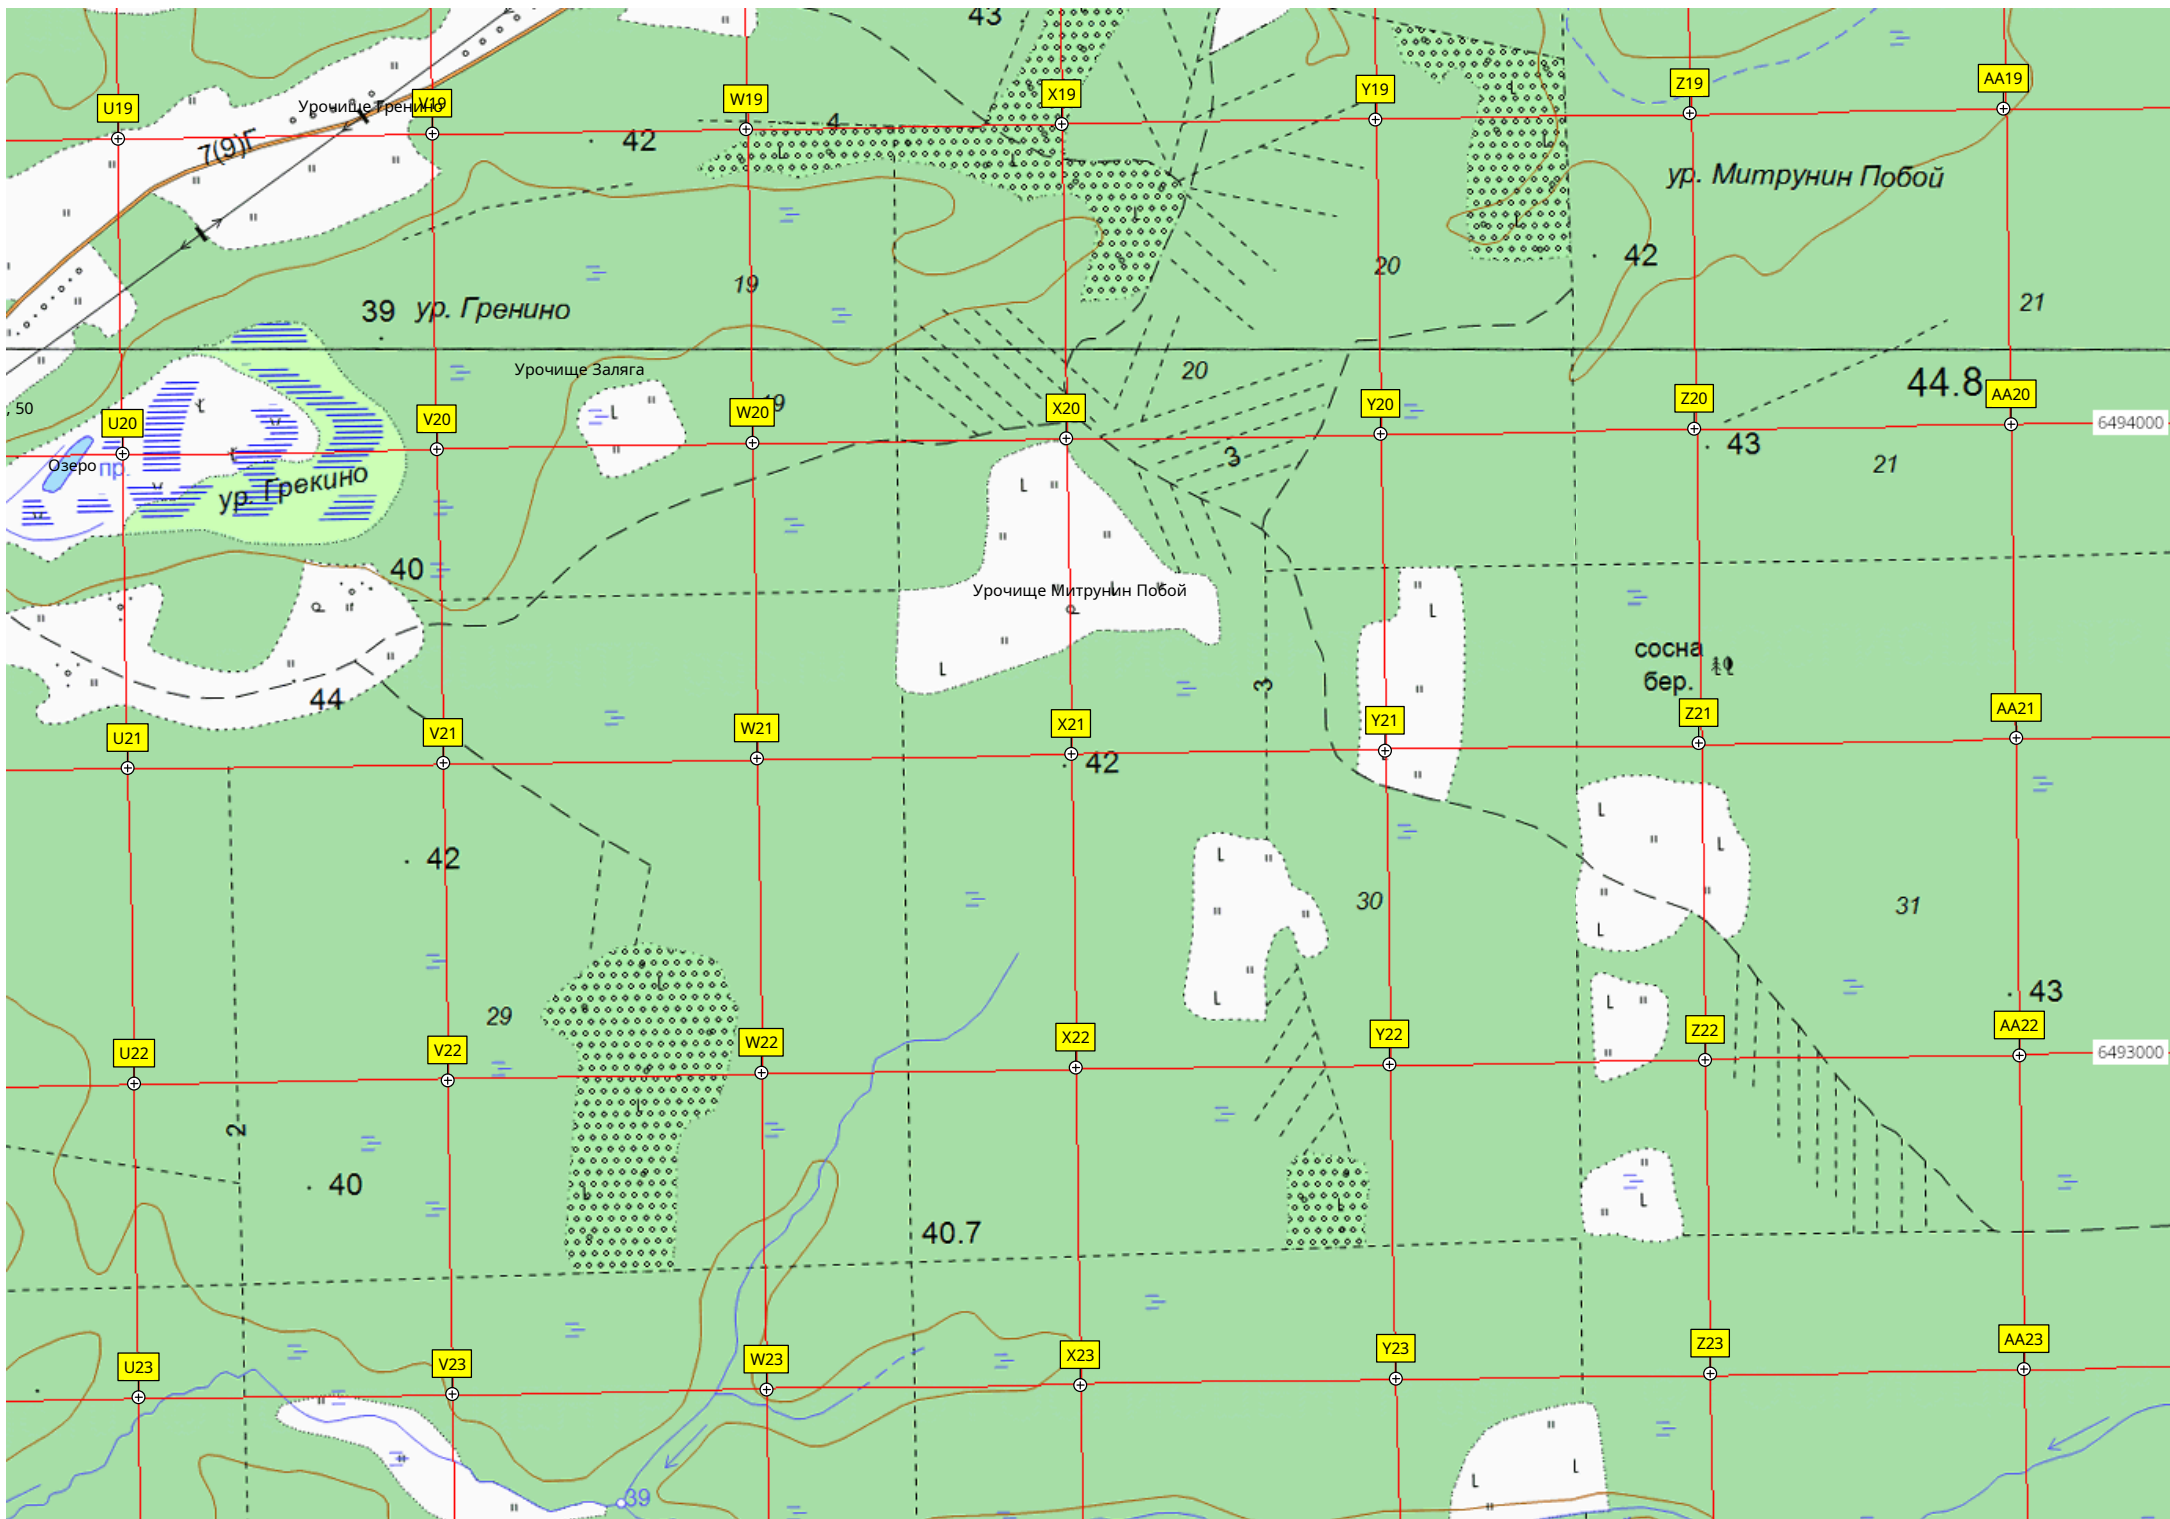 43
U19
Урочище Гренино
V19
W19
X19
Y19
Z19
AA19
7(9)Г
42
4
ур. Митрунин Побой
19
20
42
39
ур. Гренино
21
Урочище Заляга
20
44.8
, 50
U20
V20
W20
19
X20
Y20
Z20
AA20
6494000
Озеро
пр.
ур. Грекино
3
43
21
40
Урочище Митрунин Побой
сосна
бер.
44
3
U21
V21
W21
X21
Y21
Z21
AA21
42
42
30
31
29
43
U22
V22
W22
X22
Y22
Z22
AA22
6493000
2
40
40.7
U23
V23
W23
X23
Y23
Z23
AA23
39